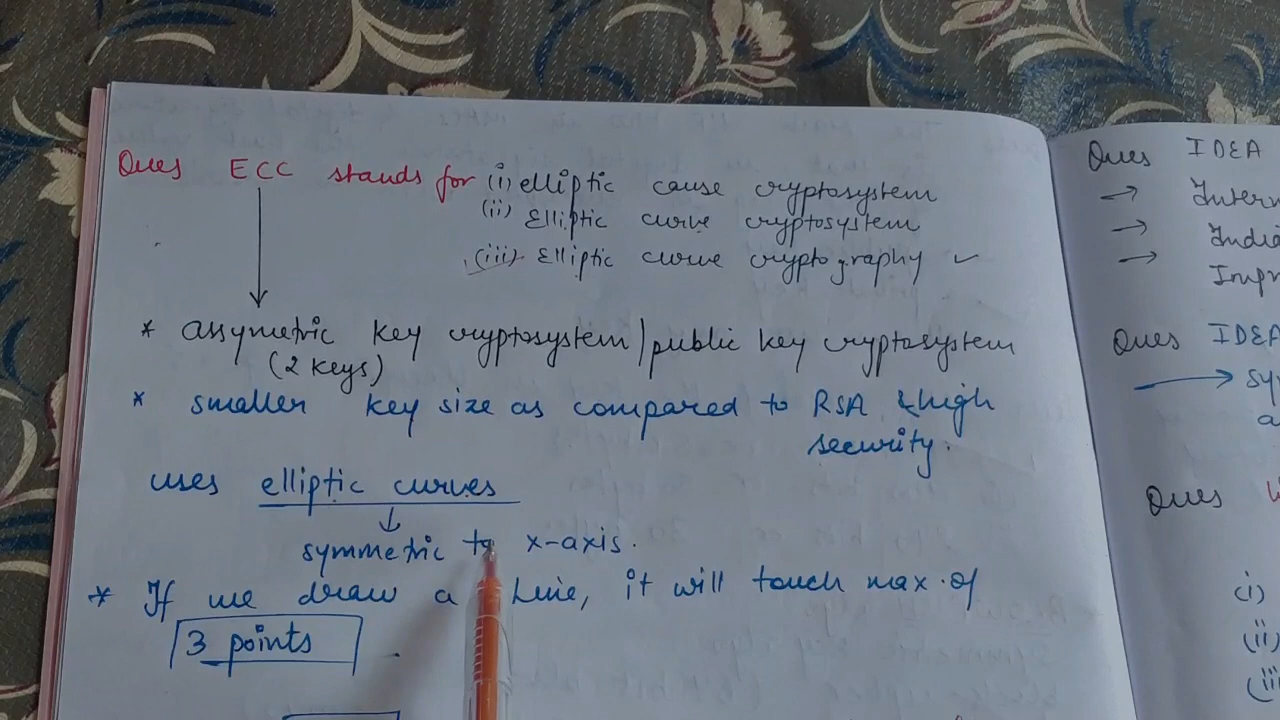 Ques ECC stands for (i) elliptic cause cryptosystem
(ii) Elliptic curve cryptosystem
(iii) Elliptic curve cryptography ✓
* assymetric key cryptosystem/public key cryptosystem
(2 keys)
* smaller key size as compared to RSA & high
security.
uses elliptic curves
symmetric to x-axis.
* If we draw a line, it will touch max. of
3 points
Ques IDEA
→
→
→
Ques IDEA
→
Ques
(i)
(ii)
(iii)